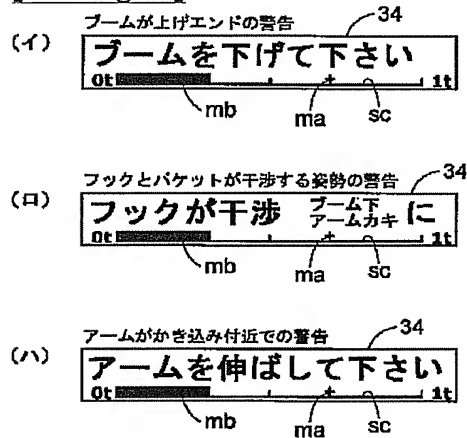 ブームが上げエンドの警告
34
(イ)
ブームを下げて下さい
0t 1t
mb ma sc
フックとバケットが干渉する姿勢の警告
34
(ロ)
フックが干渉 ブーム下 アームカキ に
0t 1t
mb ma sc
アームがかき込み付近での警告
34
(ハ)
アームを伸ばして下さい
0t 1t
mb ma sc